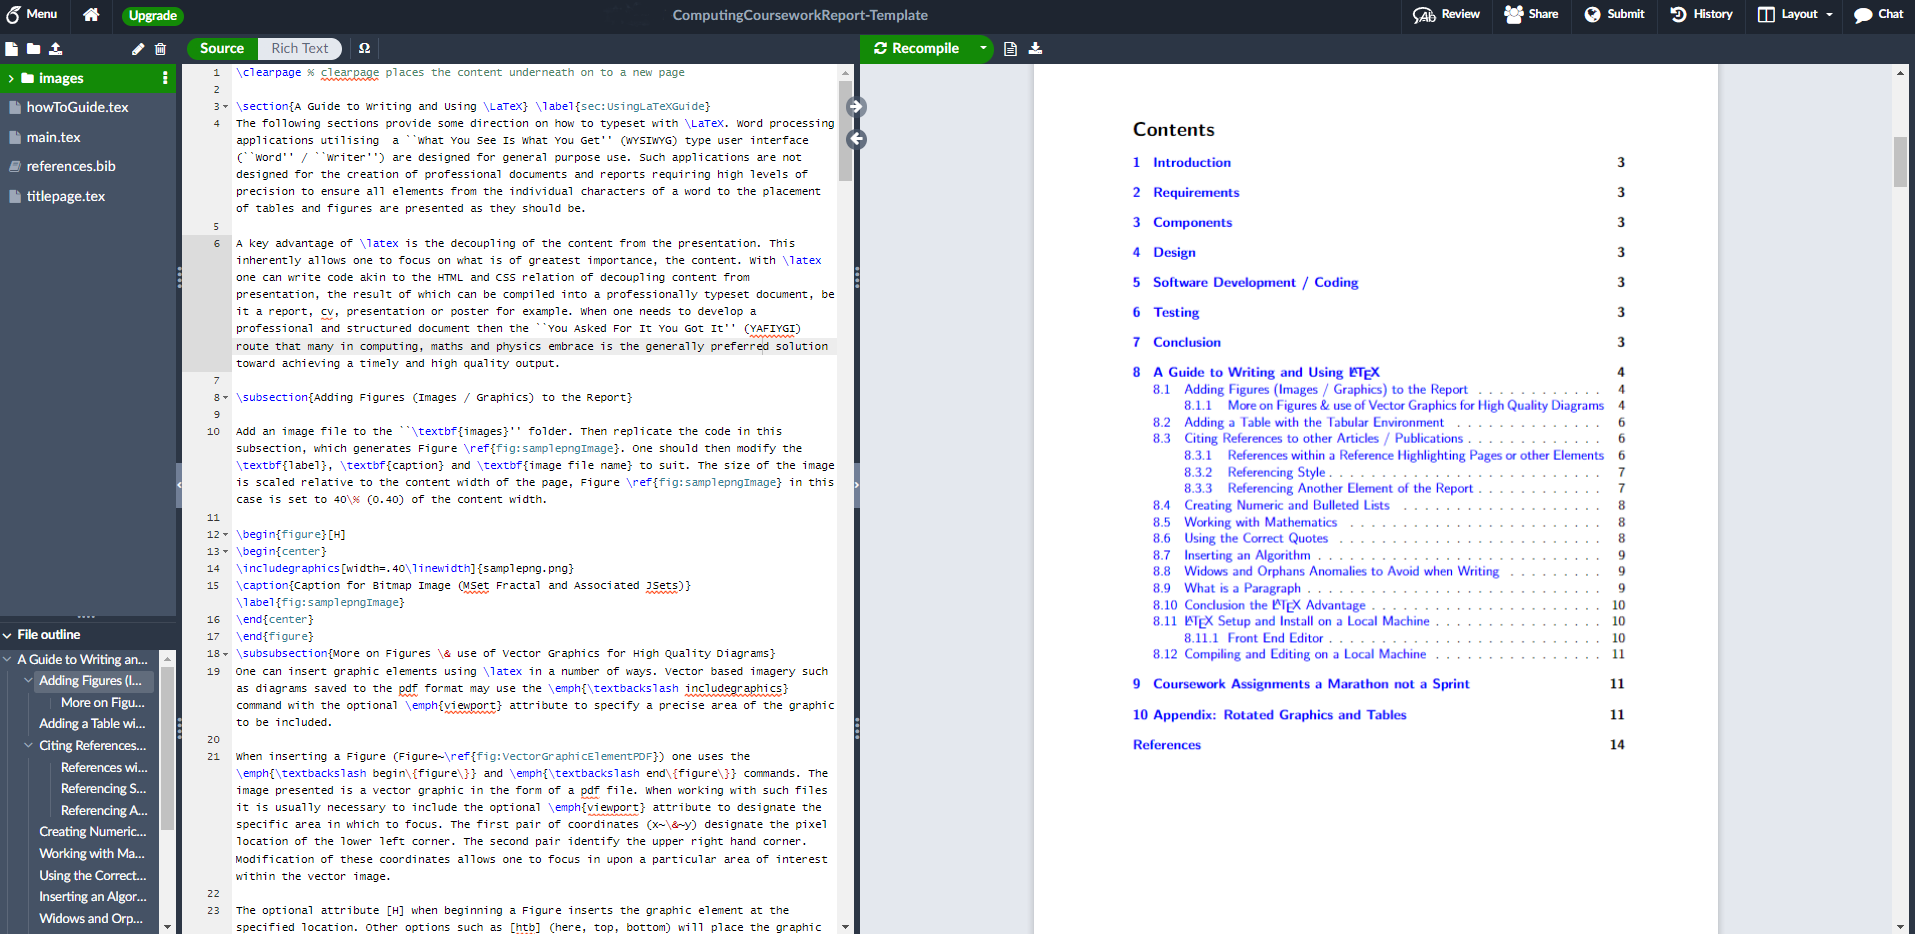 Menu
Upgrade
ComputingCourseworkReport-Template
Review
Share
Submit
History
Layout
Chat
Source
Rich Text
Ω
Recompile
images
howToGuide.tex
main.tex
references.bib
titlepage.tex
File outline
A Guide to Writing an...
Adding Figures (I...
More on Figu...
Adding a Table wi...
Citing References...
References wi...
Referencing S...
Referencing A...
Creating Numeric...
Working with Ma...
Using the Correct...
Inserting an Algor...
Widows and Orp...
1 \clearpage % clearpage places the content underneath on to a new page
2
3 \section{A Guide to Writing and Using \LaTeX} \label{sec:UsingLaTeXGuide}
4 The following sections provide some direction on how to typeset with \LaTeX. Word processing
applications utilising  a ``What You See Is What You Get'' (WYSIWYG) type user interface
(``Word'' / ``Writer'') are designed for general purpose use. Such applications are not
designed for the creation of professional documents and reports requiring high levels of
precision to ensure all elements from the individual characters of a word to the placement
of tables and figures are presented as they should be.
5
6 A key advantage of \latex is the decoupling of the content from the presentation. This
inherently allows one to focus on what is of greatest importance, the content. With \latex
one can write code akin to the HTML and CSS relation of decoupling content from
presentation, the result of which can be compiled into a professionally typeset document, be
it a report, cv, presentation or poster for example. When one needs to develop a
professional and structured document then the ``You Asked For It You Got It'' (YAFIYGI)
route that many in computing, maths and physics embrace is the generally preferred solution
toward achieving a timely and high quality output.
7
8 \subsection{Adding Figures (Images / Graphics) to the Report}
9
10 Add an image file to the ``\textbf{images}'' folder. Then replicate the code in this
subsection, which generates Figure \ref{fig:samplepngImage}. One should then modify the
\textbf{label}, \textbf{caption} and \textbf{image file name} to suit. The size of the image
is scaled relative to the content width of the page, Figure \ref{fig:samplepngImage} in this
case is set to 40\% (0.40) of the content width.
11
12 \begin{figure}[H]
13 \begin{center}
14 \includegraphics[width=.40\linewidth]{samplepng.png}
15 \caption{Caption for Bitmap Image (MSet Fractal and Associated JSets)}
\label{fig:samplepngImage}
16 \end{center}
17 \end{figure}
18 \subsubsection{More on Figures \& use of Vector Graphics for High Quality Diagrams}
19 One can insert graphic elements using \latex in a number of ways. Vector based imagery such
as diagrams saved to the pdf format may use the \emph{\textbackslash includegraphics}
command with the optional \emph{viewport} attribute to specify a precise area of the graphic
to be included.
20
21 When inserting a Figure (Figure~\ref{fig:VectorGraphicElementPDF}) one uses the
\emph{\textbackslash begin\{figure\}} and \emph{\textbackslash end\{figure\}} commands. The
image presented is a vector graphic in the form of a pdf file. When working with such files
it is usually necessary to include the optional \emph{viewport} attribute to designate the
specific area in which to focus. The first pair of coordinates (x~\&~y) designate the pixel
location of the lower left corner. The second pair identify the upper right hand corner.
Modification of these coordinates allows one to focus in upon a particular area of interest
within the vector image.
22
23 The optional attribute [H] when beginning a Figure inserts the graphic element at the
specified location. Other options such as [htb] (here, top, bottom) will place the graphic
Contents
1 Introduction 3
2 Requirements 3
3 Components 3
4 Design 3
5 Software Development / Coding 3
6 Testing 3
7 Conclusion 3
8 A Guide to Writing and Using LATEX 4
8.1 Adding Figures (Images / Graphics) to the Report . . . . . . . . . . . . 4
8.1.1 More on Figures & use of Vector Graphics for High Quality Diagrams 4
8.2 Adding a Table with the Tabular Environment . . . . . . . . . . . . . . 6
8.3 Citing References to other Articles / Publications . . . . . . . . . . . . . 6
8.3.1 References within a Reference Highlighting Pages or other Elements 6
8.3.2 Referencing Style . . . . . . . . . . . . . . . . . . . . . . . . . . 7
8.3.3 Referencing Another Element of the Report . . . . . . . . . . . . 7
8.4 Creating Numeric and Bulleted Lists . . . . . . . . . . . . . . . . . . . 8
8.5 Working with Mathematics . . . . . . . . . . . . . . . . . . . . . . . . 8
8.6 Using the Correct Quotes . . . . . . . . . . . . . . . . . . . . . . . . . 8
8.7 Inserting an Algorithm . . . . . . . . . . . . . . . . . . . . . . . . . . . 9
8.8 Widows and Orphans Anomalies to Avoid when Writing . . . . . . . . . 9
8.9 What is a Paragraph . . . . . . . . . . . . . . . . . . . . . . . . . . . . 9
8.10 Conclusion the LATEX Advantage . . . . . . . . . . . . . . . . . . . . . . 10
8.11 LATEX Setup and Install on a Local Machine . . . . . . . . . . . . . . . . 10
8.11.1 Front End Editor . . . . . . . . . . . . . . . . . . . . . . . . . . 10
8.12 Compiling and Editing on a Local Machine . . . . . . . . . . . . . . . . 11
9 Coursework Assignments a Marathon not a Sprint 11
10 Appendix: Rotated Graphics and Tables 11
References 14